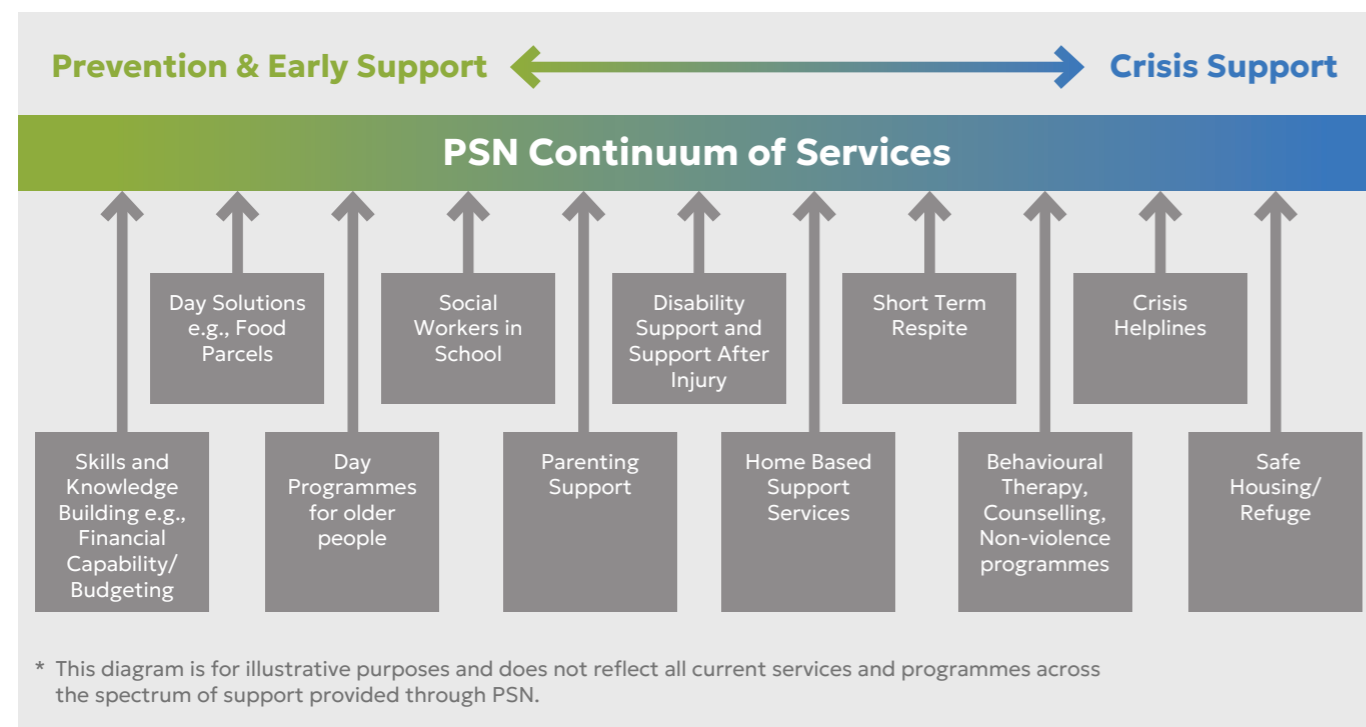 Prevention & Early Support
Crisis Support
PSN Continuum of Services
Day Solutions
e.g., Food
Parcels
Social
Workers in
School
Disability
Support and
Support After
Injury
Short Term
Respite
Crisis
Helplines
Skills and
Knowledge
Building e.g.,
Financial
Capability/
Budgeting
Day
Programmes
for older
people
Parenting
Support
Home Based
Support
Services
Behavioural
Therapy,
Counselling,
Non-violence
programmes
Safe
Housing/
Refuge
* This diagram is for illustrative purposes and does not reflect all current services and programmes across
the spectrum of support provided through PSN.